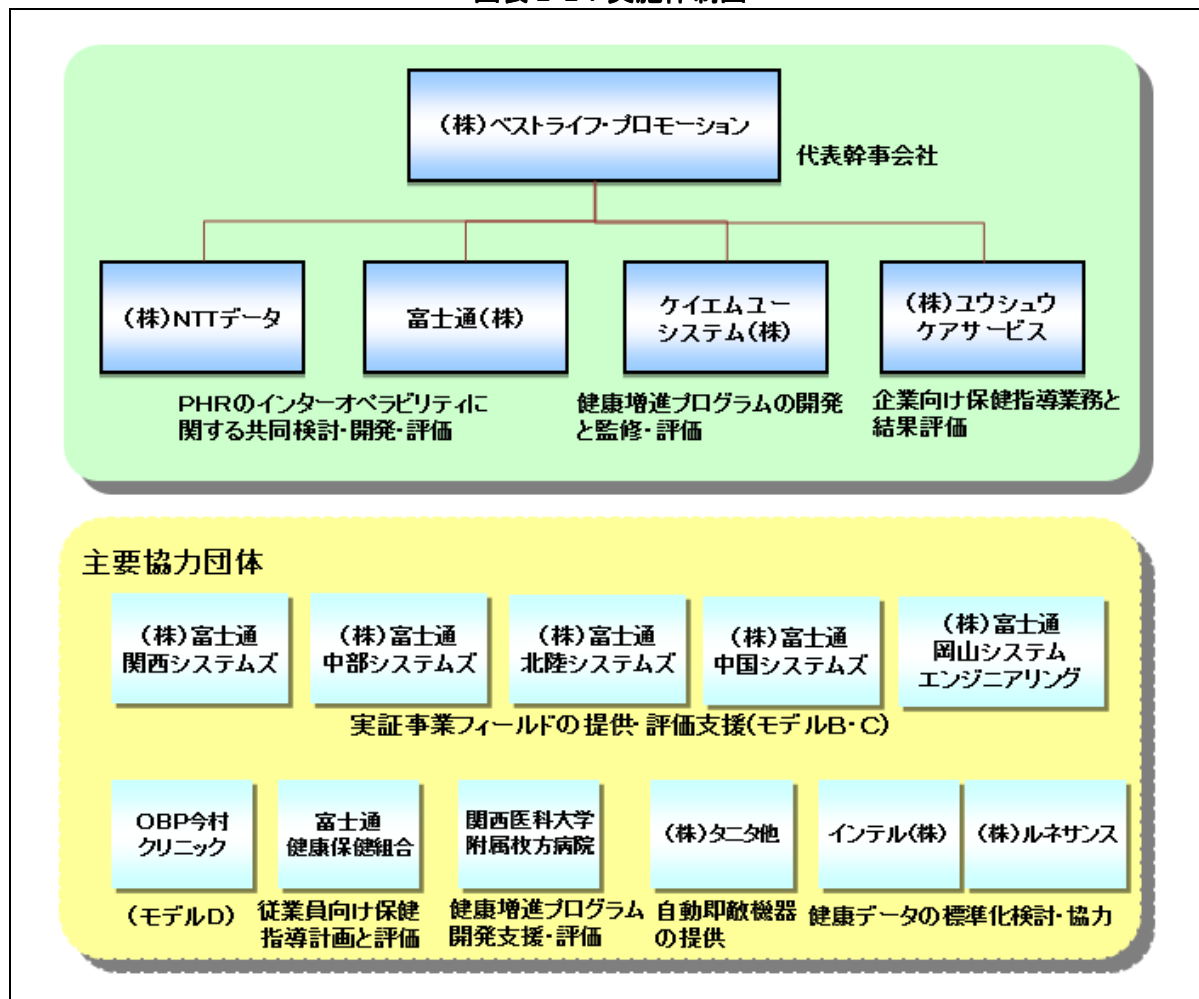 (株)ベストライフ・プロモーション
代表幹事会社
(株)NTTデータ
富士通(株)
ケイエムユー
システム(株)
(株)ユウシュウ
ケアサービス
PHRのインターオペラビリティに
関する共同検討・開発・評価
健康増進プログラムの開発
と監修・評価
企業向け保健指導業務と
結果評価
主要協力団体
(株)富士通
関西システムズ
(株)富士通
中部システムズ
(株)富士通
北陸システムズ
(株)富士通
中国システムズ
(株)富士通
岡山システム
エンジニアリング
実証事業フィールドの提供・評価支援(モデルB・C)
OBP今村
クリニック
富士通
健康保健組合
関西医科大学
附属枚方病院
(株)タニタ他
インテル(株)
(株)ルネサンス
(モデルD)
従業員向け保健
指導計画と評価
健康増進プログラム
開発支援・評価
自動即敵機器
の提供
健康データの標準化検討・協力